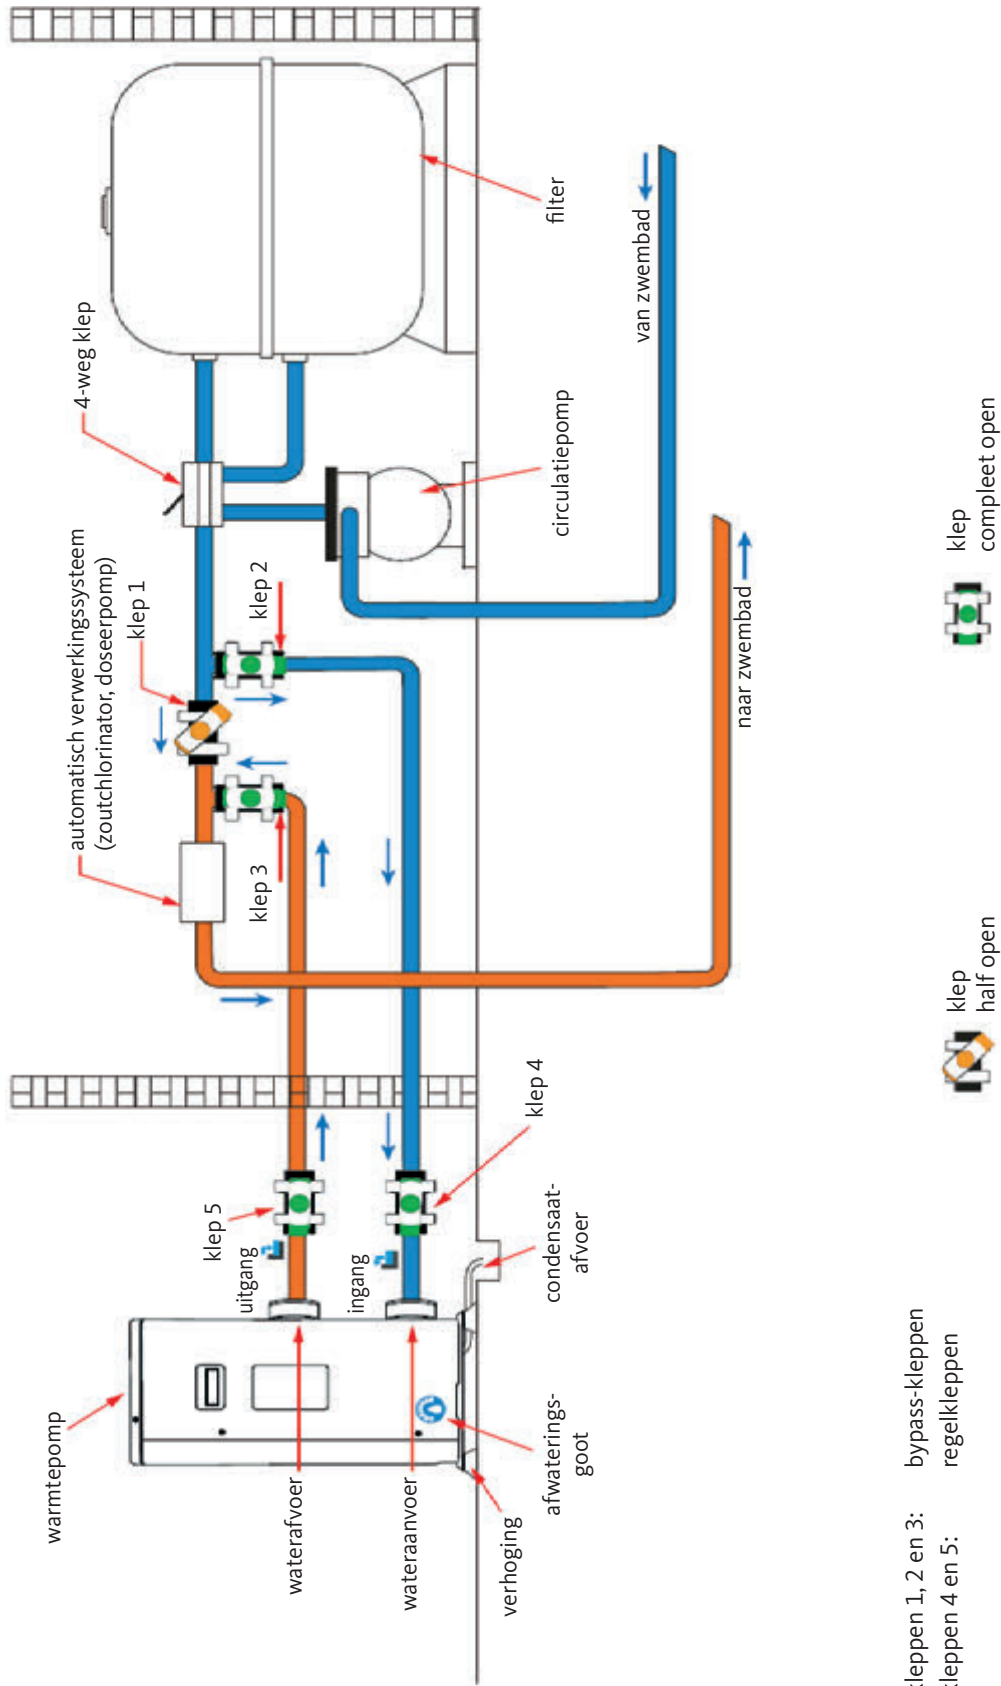 warmtepomp
waterafvoer
wateraanvoer
verhoging
afwaterings-
goot
condensaat-
afvoer
uitgang
ingang
klep 5
klep 4
automatisch verwerkingssysteem
(zoutchlorinator, doseerpomp)
klep 1
klep 2
klep 3
4-weg klep
circulatiepomp
filter
van zwembad
naar zwembad
kleppen 1, 2 en 3:
bypass-kleppen
kleppen 4 en 5:
regelkleppen
klep
half open
klep
compleet open